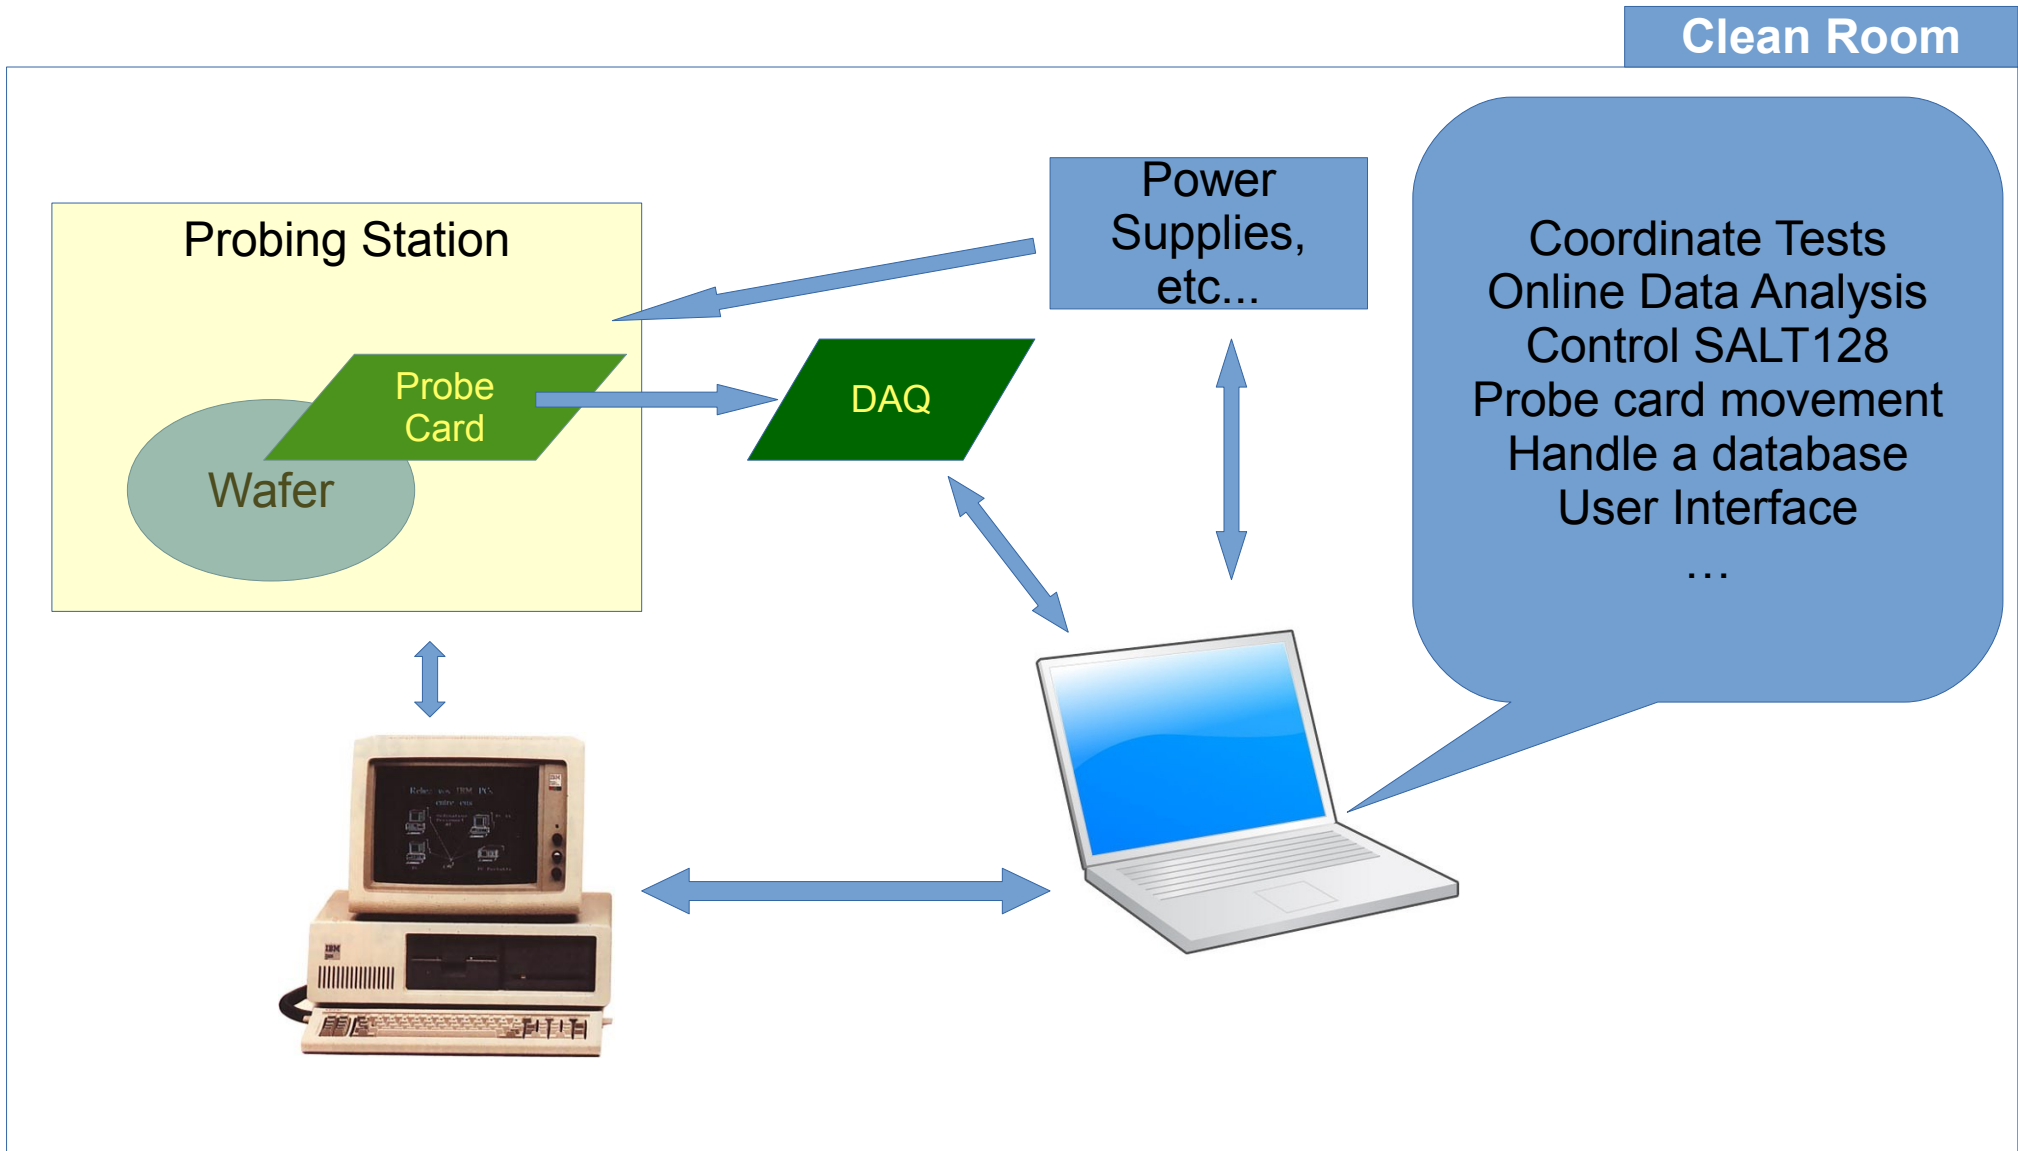 Clean Room
Probing Station
Power
Supplies,
etc...
Coordinate Tests
Online Data Analysis
Control SALT128
Probe card movement
Handle a database
User Interface
…
Probe
Card
DAQ
Wafer
IBM